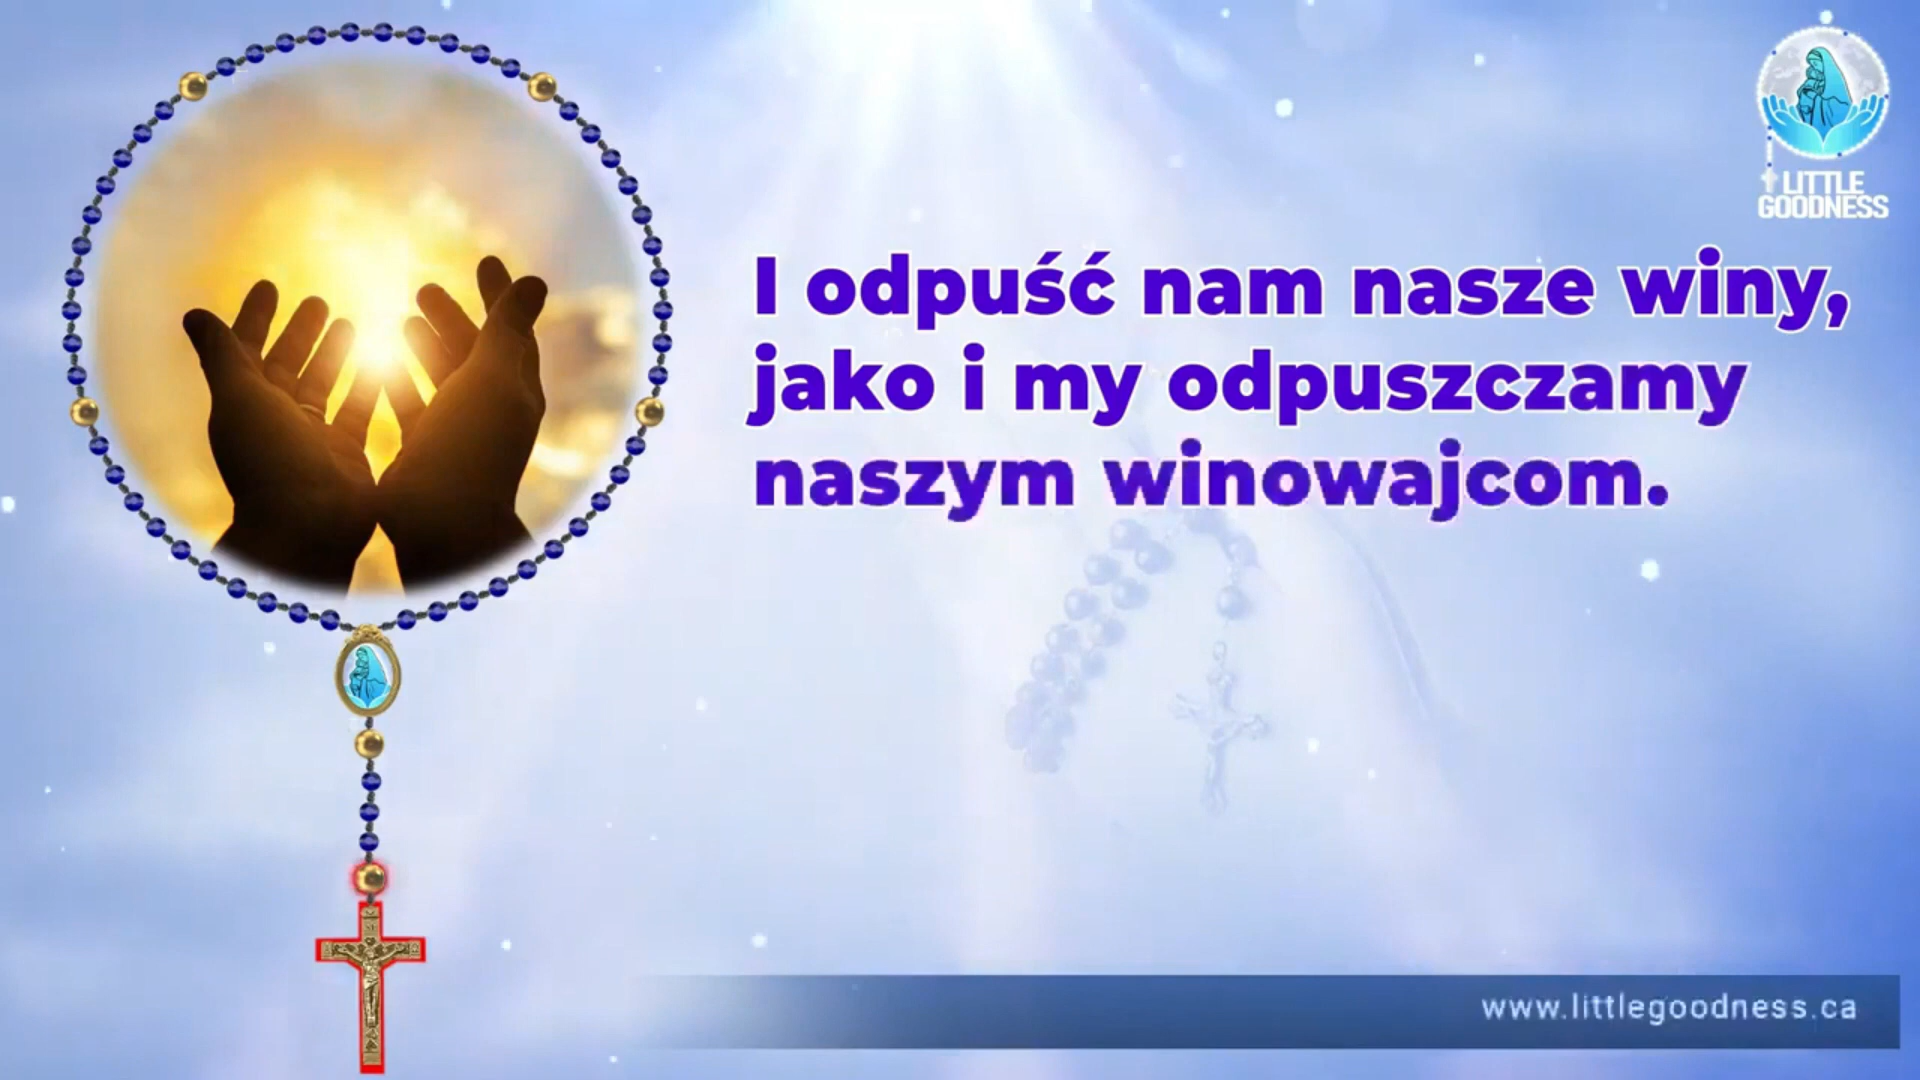 LITTLE
GOODNESS
I odpuść nam nasze winy,
jako i my odpuszczamy
naszym winowajcom.
www.littlegoodness.ca